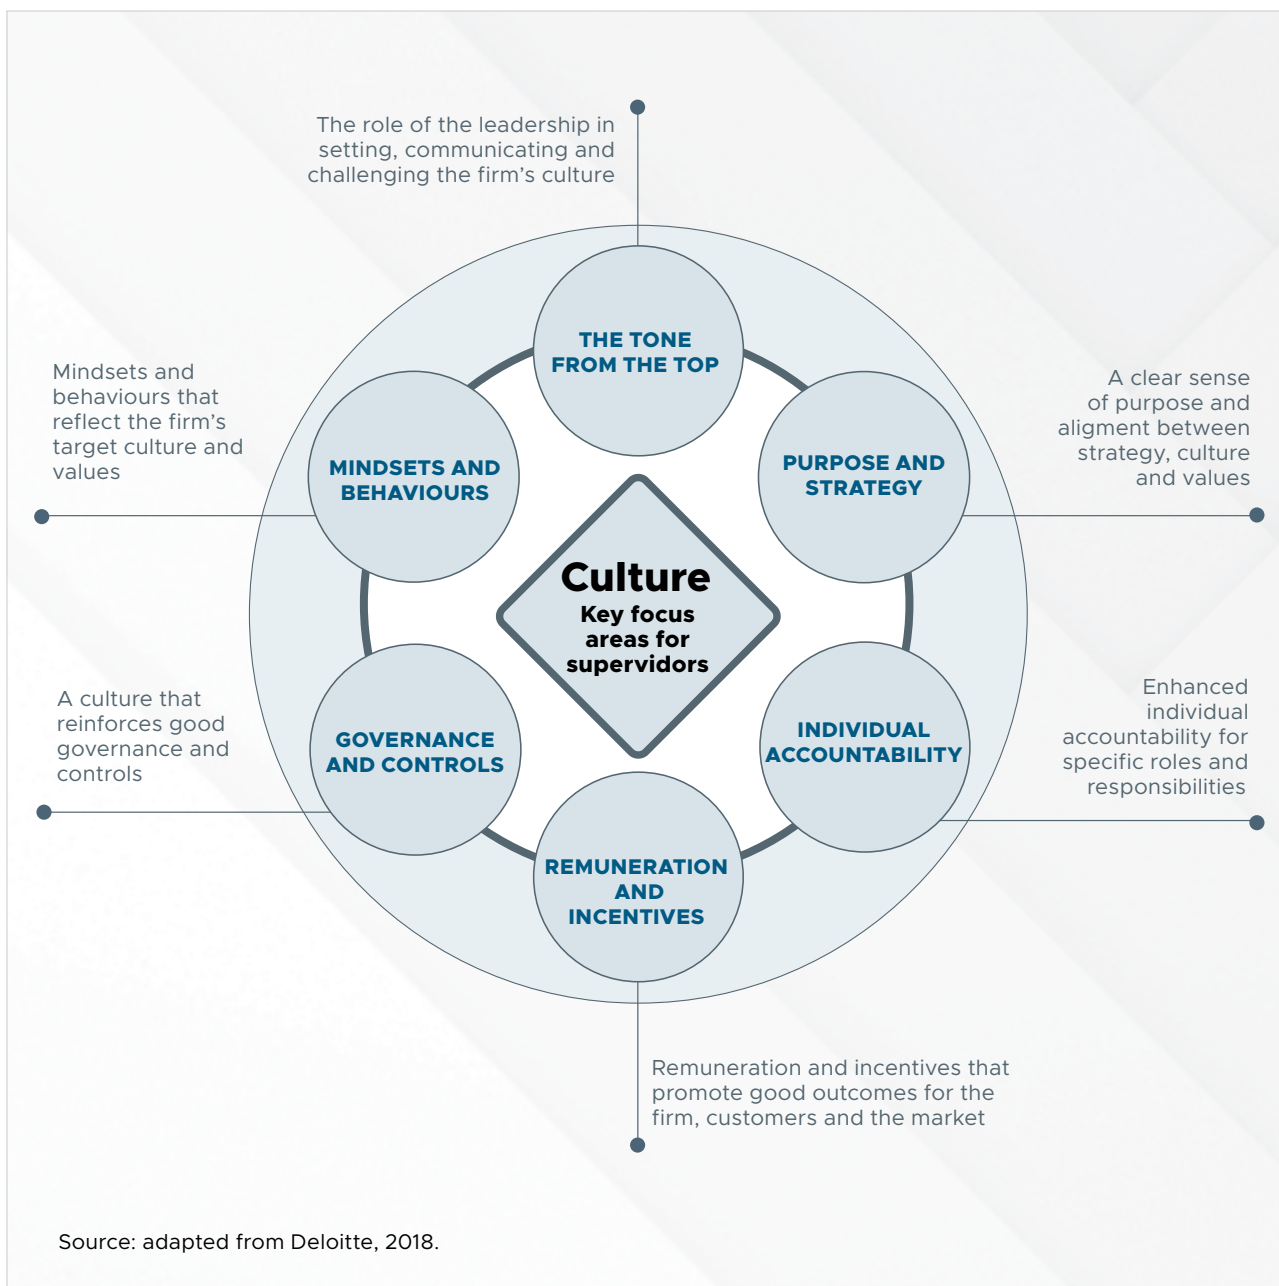 The role of the leadership in
setting, communicating and
challenging the firm's culture
THE TONE
FROM THE TOP
Mindsets and
behaviours that
reflect the firm's
target culture and
values
MINDSETS AND
BEHAVIOURS
PURPOSE AND
STRATEGY
A clear sense
of purpose and
aligment between
strategy, culture
and values
Culture
Key focus
areas for
supervidors
A culture that
reinforces good
governance and
controls
GOVERNANCE
AND CONTROLS
INDIVIDUAL
ACCOUNTABILITY
Enhanced
individual
accountability for
specific roles and
responsibilities
REMUNERATION
AND
INCENTIVES
Remuneration and incentives that
promote good outcomes for the
firm, customers and the market
Source: adapted from Deloitte, 2018.